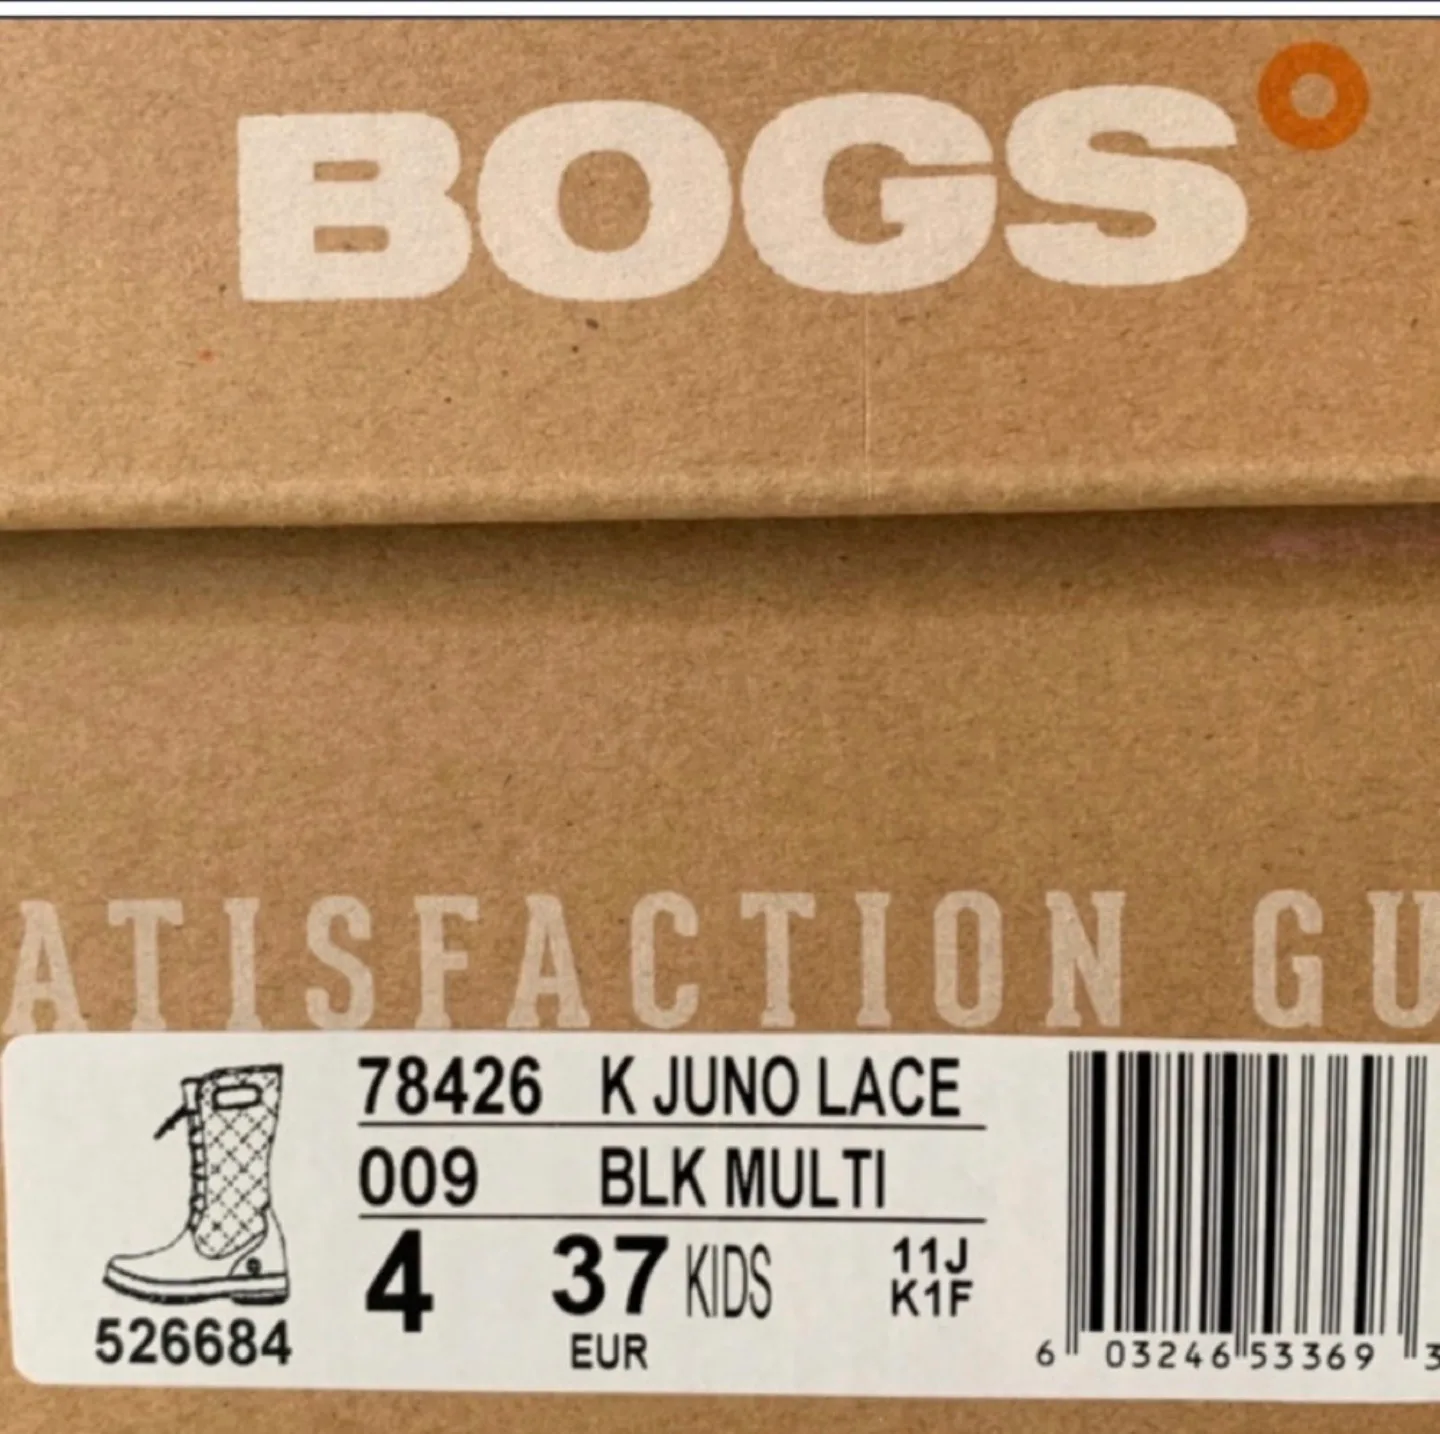 BOGS
ATISFACTION GU
78426 K JUNO LACE
009 BLK MULTI
4 37 KIDS 11J
K1F
EUR
526684
6 03246 53369 3